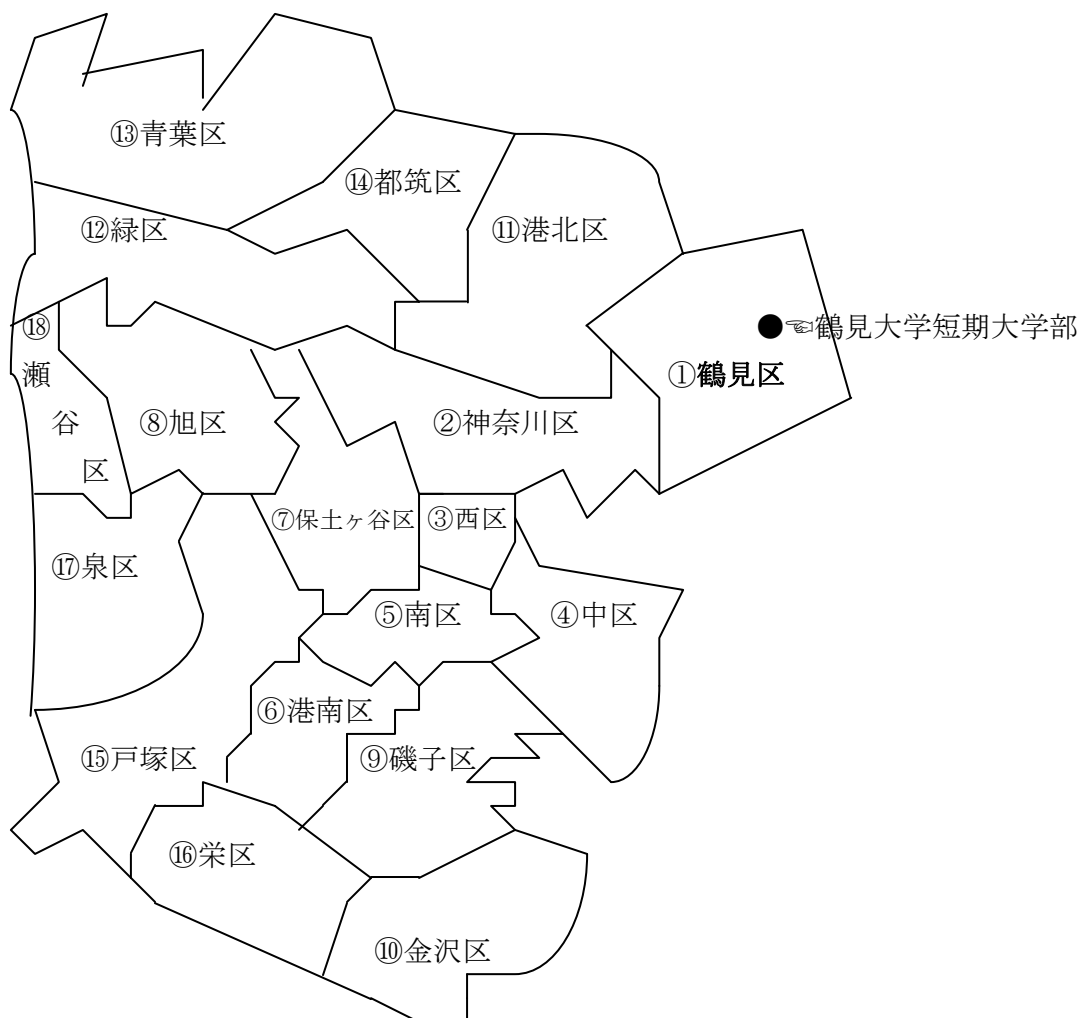 ⑬青葉区
⑭都筑区
⑫緑区
⑪港北区
●☜鶴見大学短期大学部
⑱
瀬
谷
区
①鶴見区
⑧旭区
②神奈川区
⑦保土ヶ谷区
③西区
⑰泉区
⑤南区
④中区
⑥港南区
⑮戸塚区
⑨磯子区
⑯栄区
⑩金沢区